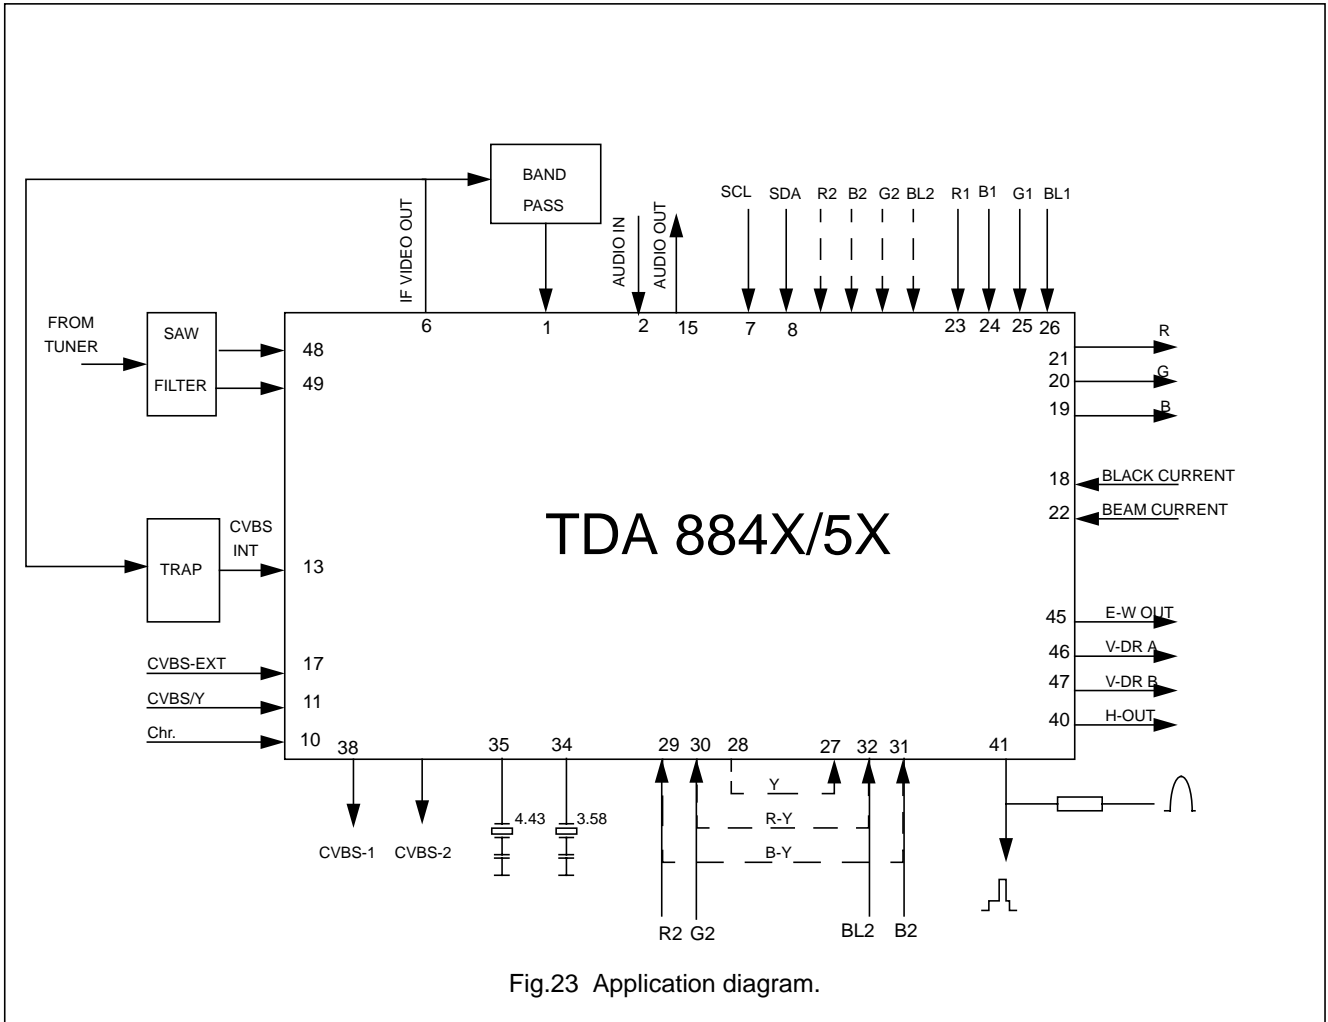 BAND
PASS
IF VIDEO OUT
AUDIO IN
AUDIO OUT
SCL
SDA
R2
B2
G2
BL2
R1
B1
G1
BL1
6
1
2
15
7
8
23
24
25
26
FROM
TUNER
SAW
FILTER
48
49
21
R
20
G
19
B
18
BLACK CURRENT
22
BEAM CURRENT
TDA 884X/5X
TRAP
CVBS
INT
13
45
E-W OUT
46
V-DR A
47
V-DR B
40
H-OUT
CVBS-EXT
17
CVBS/Y
11
Chr.
10
38
35
34
29
30
28
27
32
31
41
Y
R-Y
B-Y
4.43
3.58
CVBS-1
CVBS-2
R2
G2
BL2
B2
Fig.23 Application diagram.